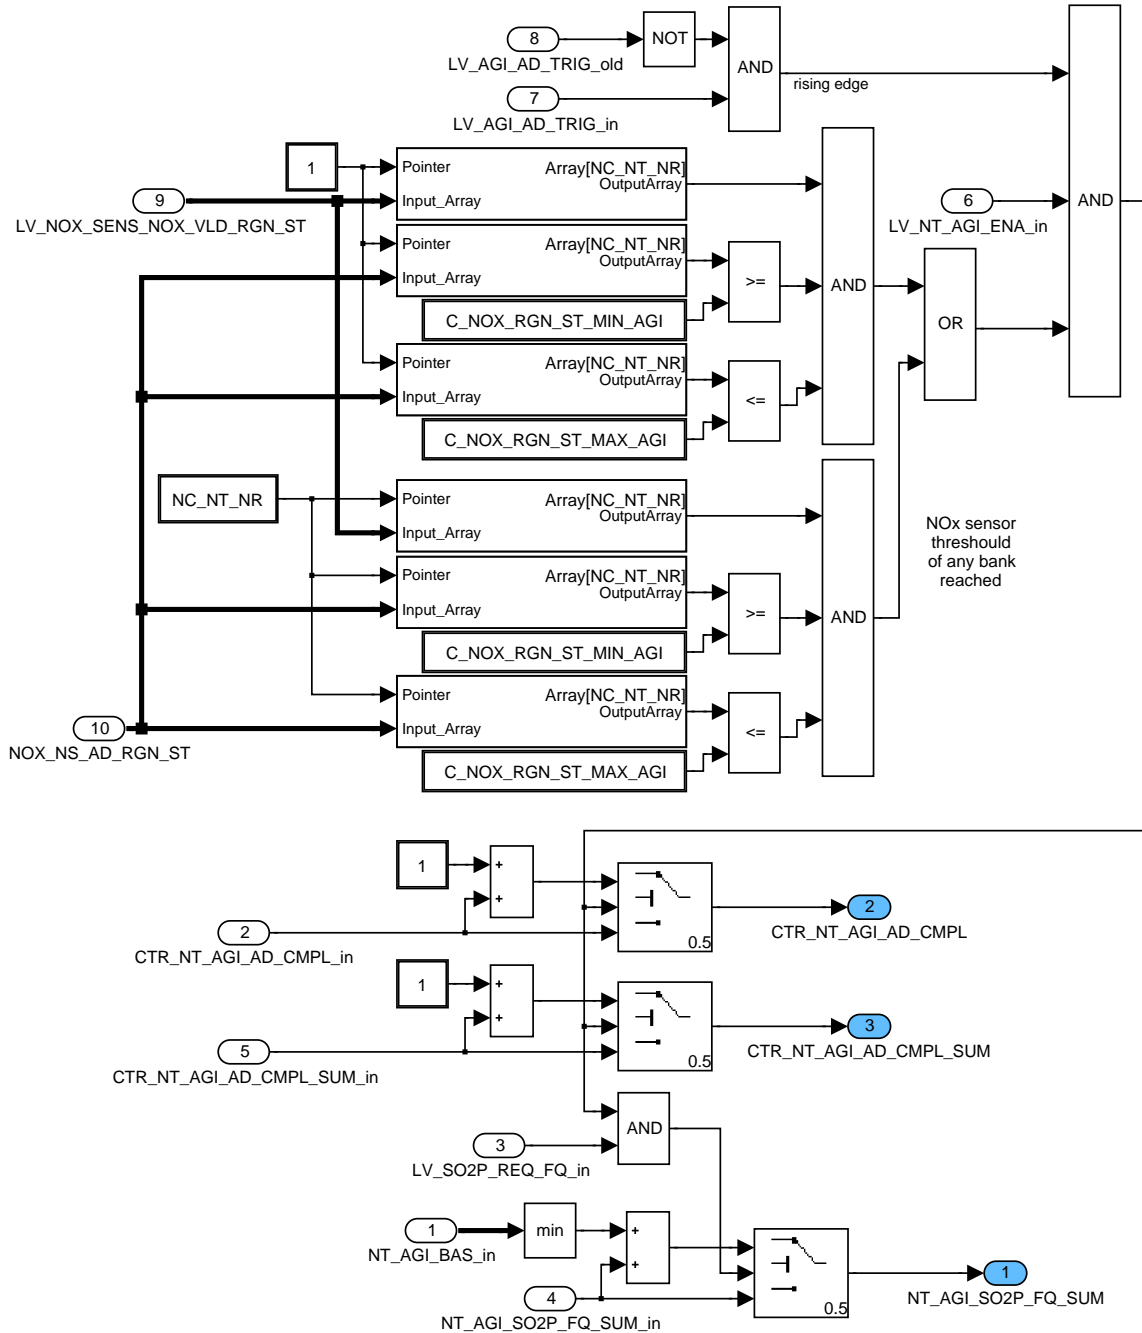 8
NOT
LV_AGI_AD_TRIG_old
AND
rising edge
7
LV_AGI_AD_TRIG_in
1
Pointer
Array[NC_NT_NR]
OutputArray
Input_Array
9
LV_NOX_SENS_NOX_VLD_RGN_ST
6
LV_NT_AGI_ENA_in
AND
Pointer
Array[NC_NT_NR]
OutputArray
Input_Array
>=
C_NOX_RGN_ST_MIN_AGI
AND
OR
Pointer
Array[NC_NT_NR]
OutputArray
Input_Array
<=
C_NOX_RGN_ST_MAX_AGI
NC_NT_NR
Pointer
Array[NC_NT_NR]
OutputArray
Input_Array
NOx sensor
threshould
of any bank
reached
Pointer
Array[NC_NT_NR]
OutputArray
Input_Array
>=
C_NOX_RGN_ST_MIN_AGI
AND
Pointer
Array[NC_NT_NR]
OutputArray
Input_Array
<=
10
NOX_NS_AD_RGN_ST
C_NOX_RGN_ST_MAX_AGI
1
+
+
2
CTR_NT_AGI_AD_CMPL_in
0.5
2
CTR_NT_AGI_AD_CMPL
1
+
+
5
CTR_NT_AGI_AD_CMPL_SUM_in
0.5
3
CTR_NT_AGI_AD_CMPL_SUM
AND
3
LV_SO2P_REQ_FQ_in
1
NT_AGI_BAS_in
min
+
+
4
NT_AGI_SO2P_FQ_SUM_in
0.5
1
NT_AGI_SO2P_FQ_SUM